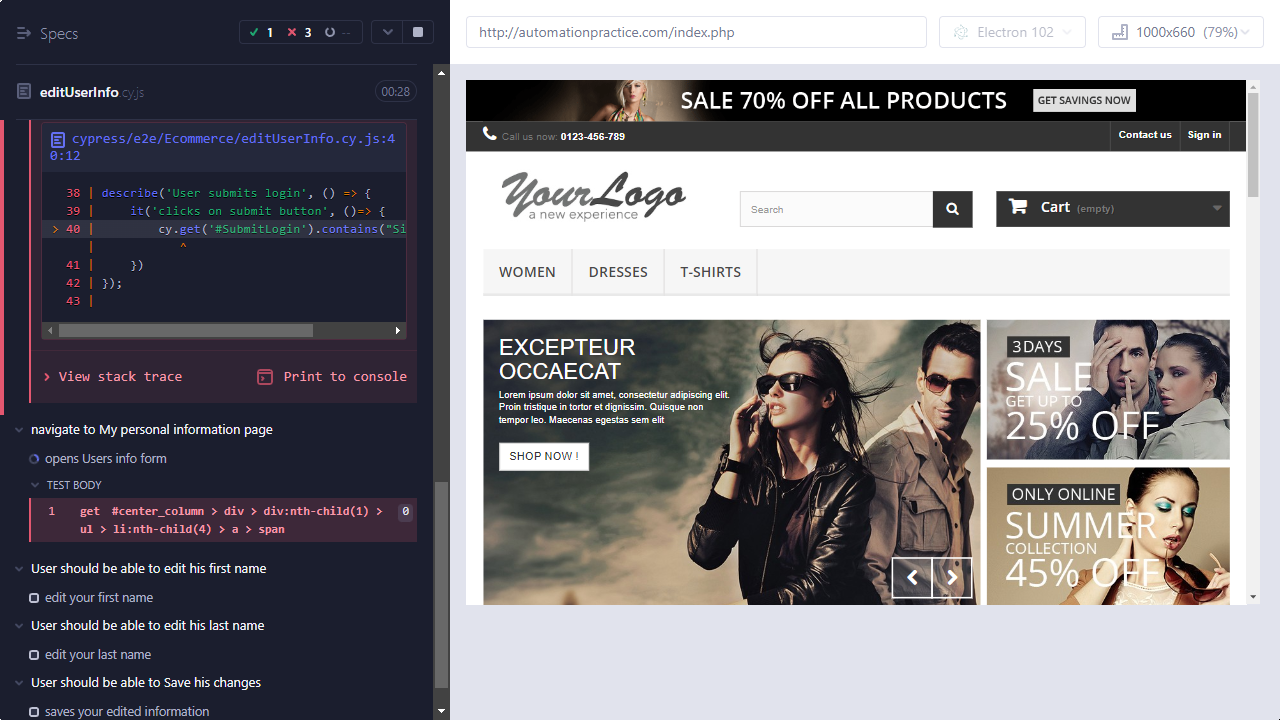 Specs
1 3 --
editUserInfo.cy.js
00:28
cypress/e2e/Ecommerce/editUserInfo.cy.js:4
0:12
38 | describe('User submits login', () => {
39 | it('clicks on submit button', ()=> {
> 40 | cy.get('#SubmitLogin').contains("Si
| ^
41 | })
42 | });
43 |
View stack trace
Print to console
navigate to My personal information page
opens Users info form
TEST BODY
1 get #center_column > div > div:nth-child(1) > 0
ul > li:nth-child(4) > a > span
User should be able to edit his first name
edit your first name
User should be able to edit his last name
edit your last name
User should be able to Save his changes
saves your edited information
http://automationpractice.com/index.php
Electron 102
1000x660 (79%)
SALE 70% OFF ALL PRODUCTS
GET SAVINGS NOW
Call us now: 0123-456-789
Contact us
Sign in
YourLogo
a new experience
Search
Cart (empty)
WOMEN
DRESSES
T-SHIRTS
EXCEPTEUR
OCCAECAT
Lorem ipsum dolor sit amet, consectetur adipiscing elit.
Proin tristique in tortor et dignissim. Quisque non
tempor leo. Maecenas egestas sem elit
SHOP NOW !
3 DAYS
SALE
GET UP TO
25% OFF
ONLY ONLINE
SUMMER
COLLECTION
45% OFF